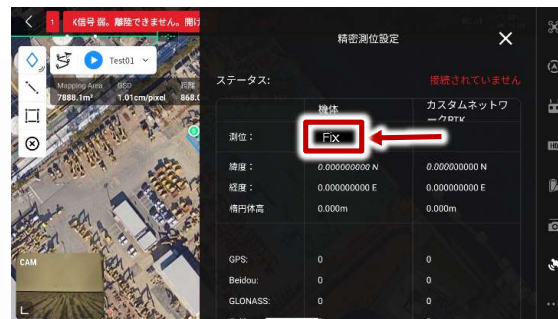 1 K信号 弱。離陸できません。開け
精密測位設定
Test01
Mapping Area GSD 距離
7888.1m² 1.01cm/pixel 868.0
ステータス: 接続されていません
機体 カスタムネットワ
ークRTK
測位: Fix
緯度: 0.000000000 N 0.000000000 N
経度: 0.000000000 E 0.000000000 E
楕円体高 0.000m 0.000m
GPS: 0 0
Beidou: 0 0
GLONASS: 0 0
CAM
L
HD